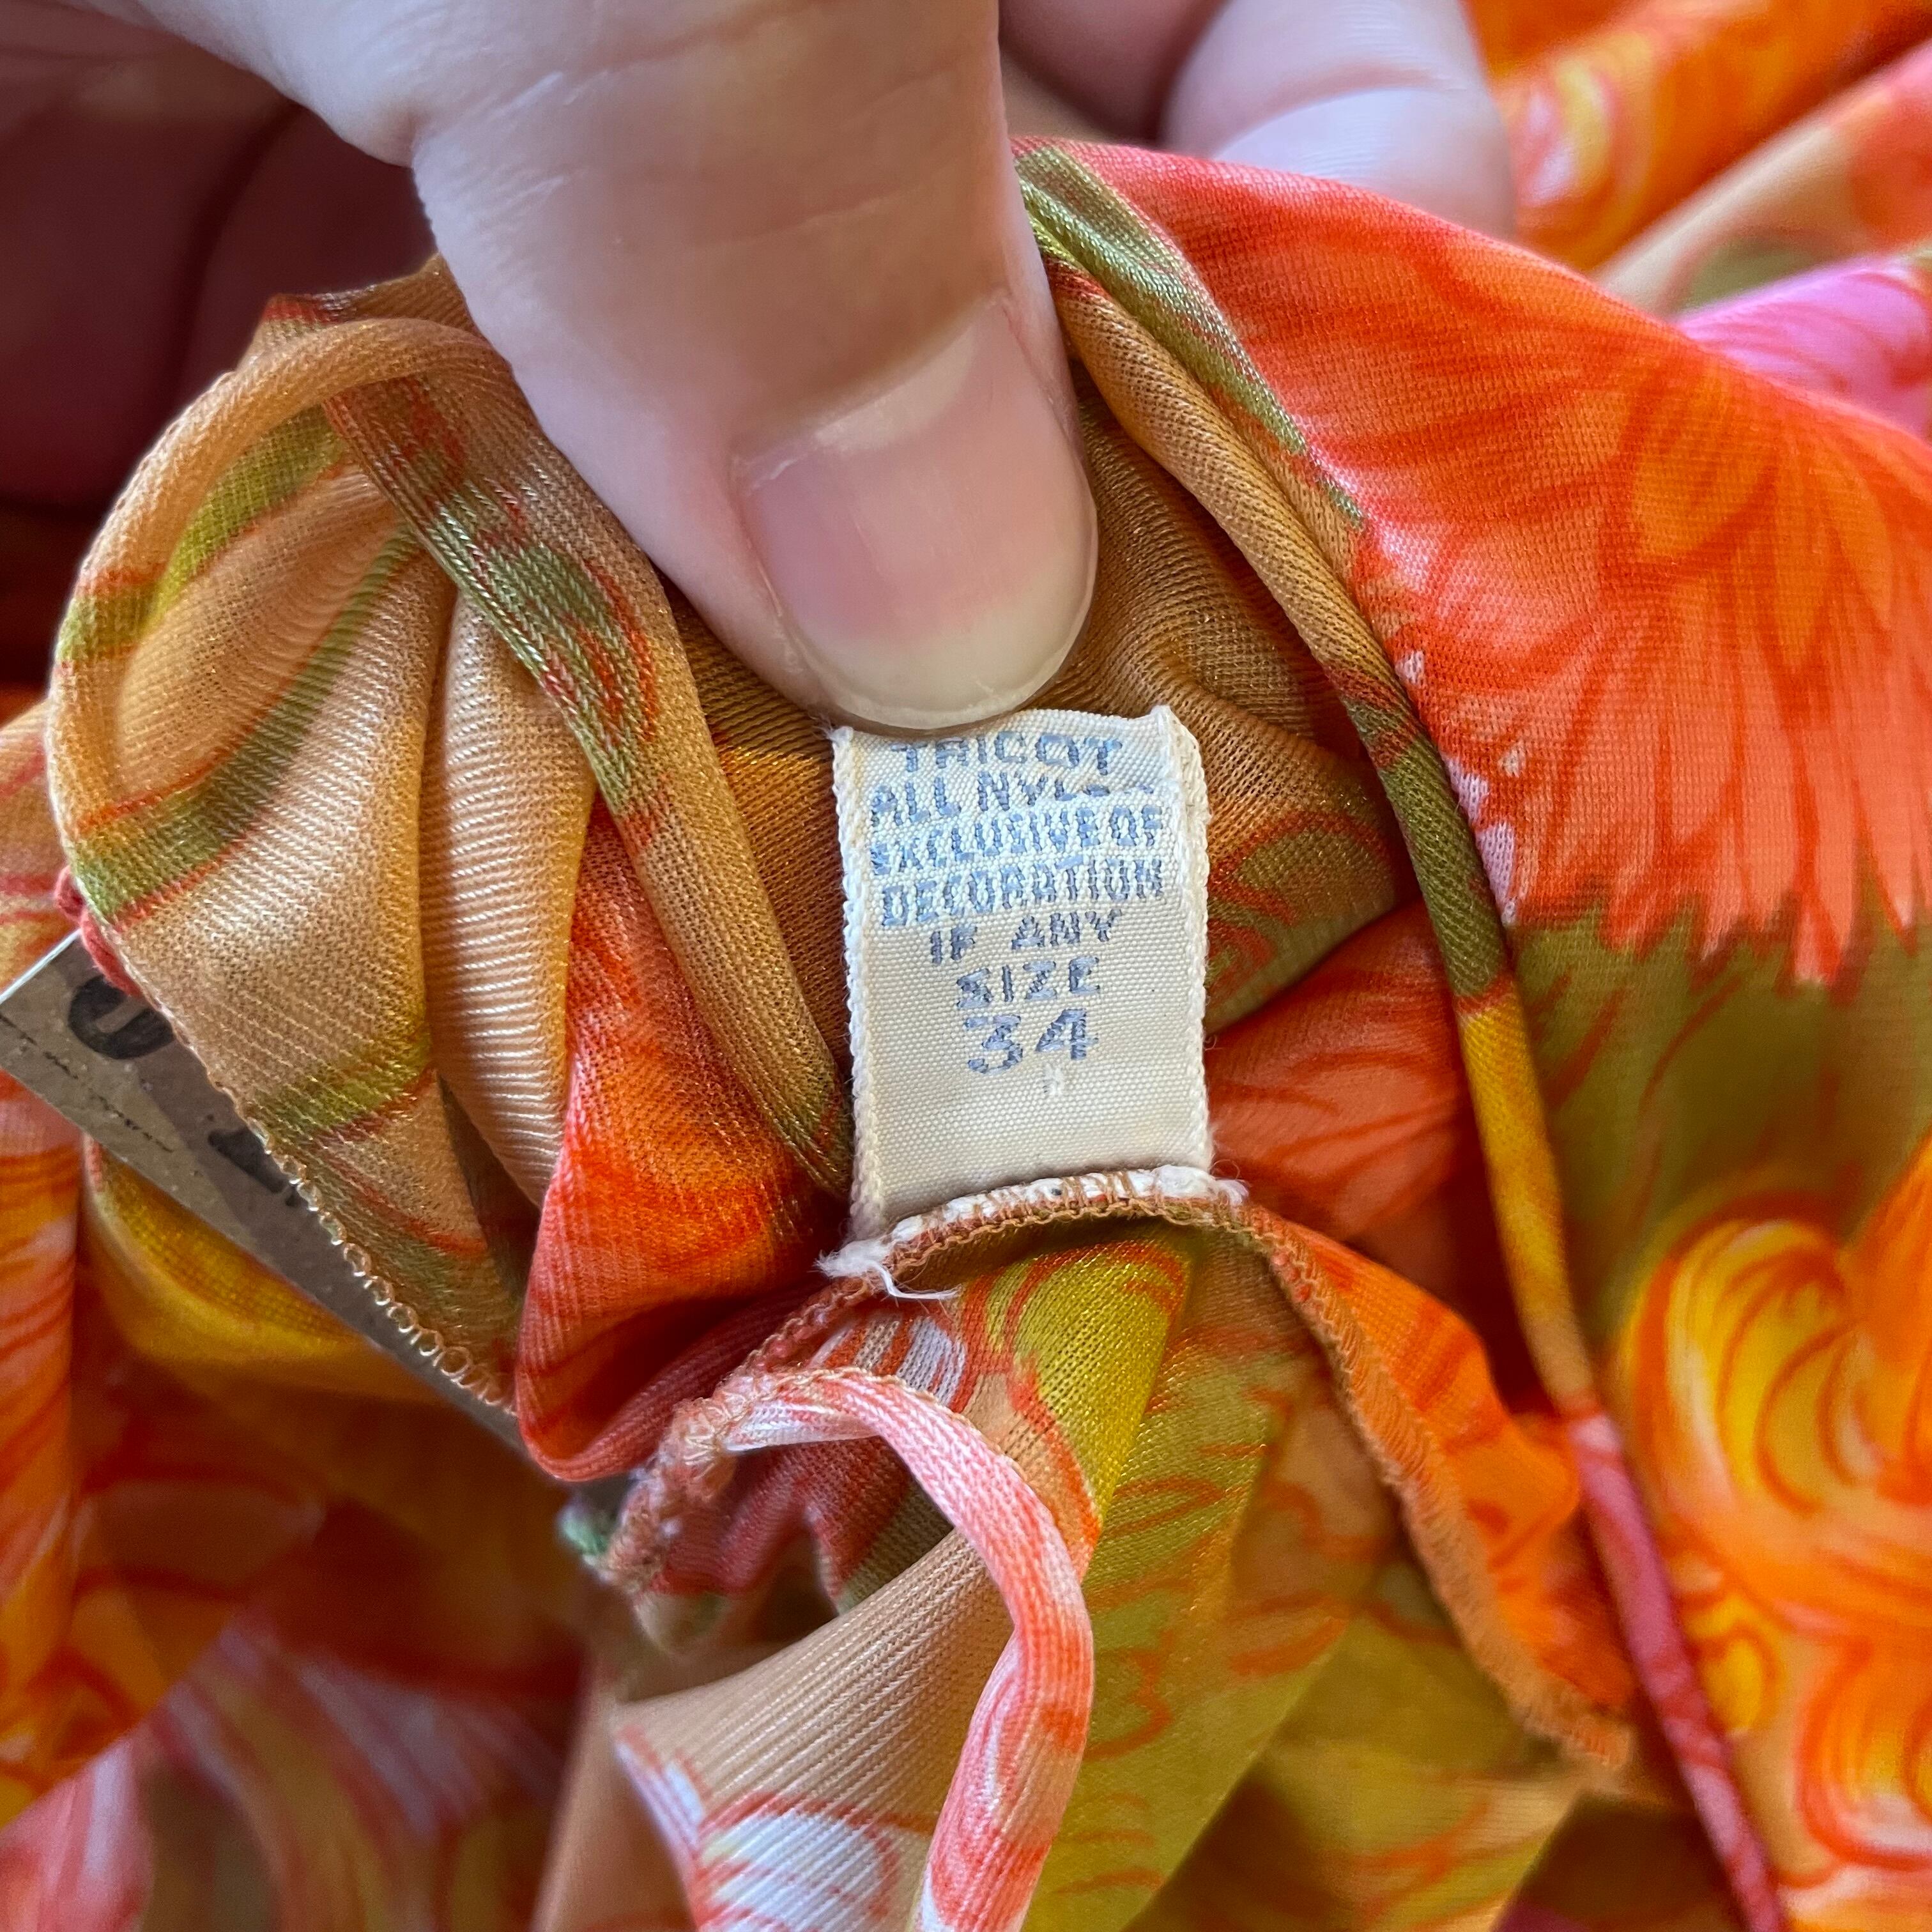 TRICOT
ALL NYLON
EXCLUSIVE OF
DECORATION
IF ANY
SIZE
34